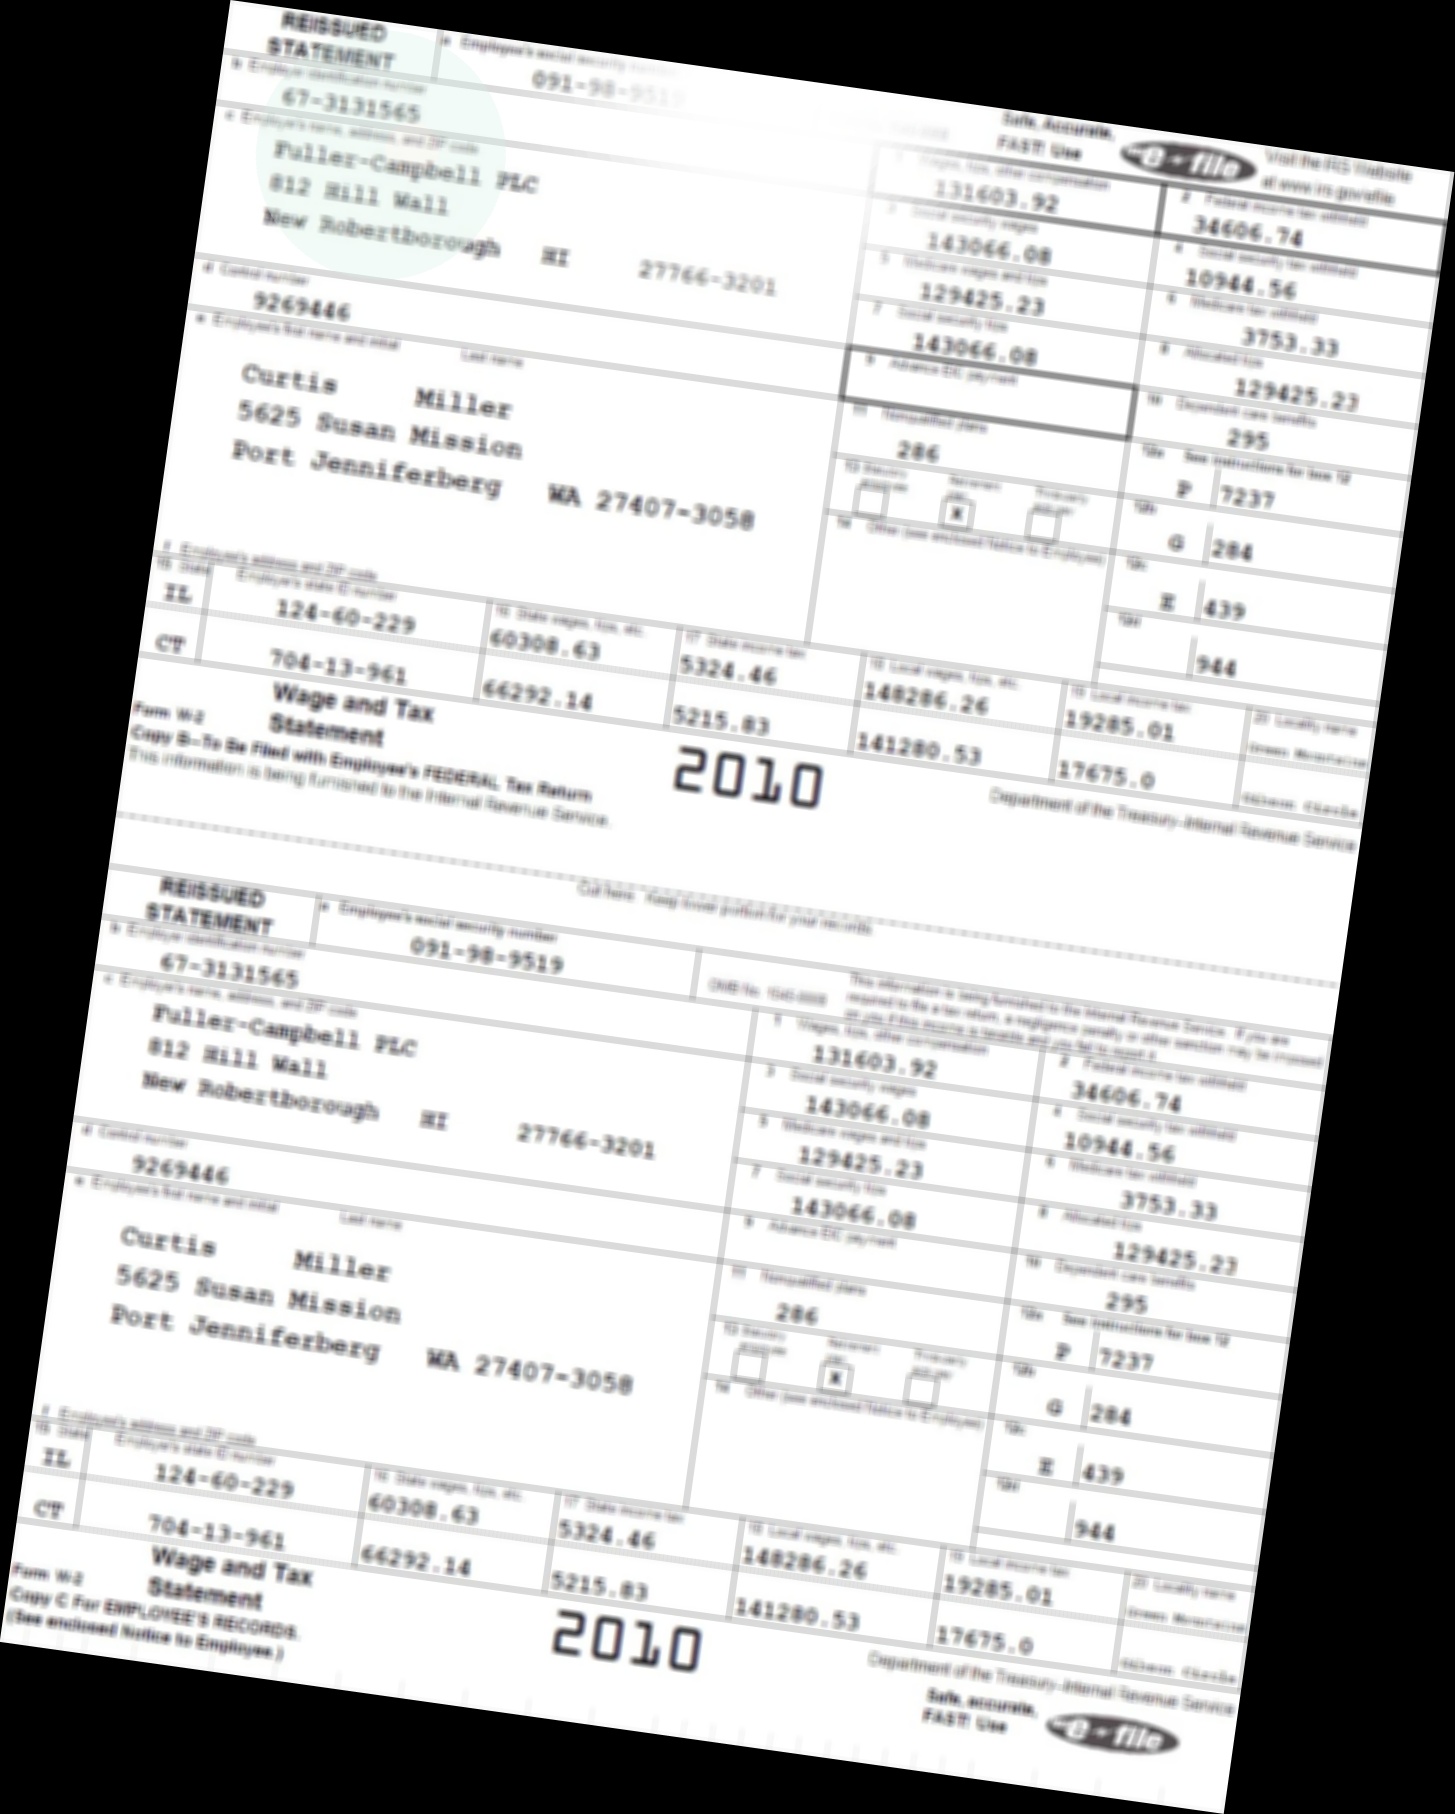 REISSUED
STATEMENT
a Employee's social security
091-98-9519
b Employer identification number
67-3131565
c Employer's name, address, and ZIP code
Fuller-Campbell PLC
812 Hill Wall
New Robertborough HI 27766-3201
Safe, Accurate,
FAST! Use
e-file
Visit the IRS Website
at www.irs.gov/efile
1 Wages, tips, other compensation
131603.92
2 Federal income tax withheld
34606.74
3 Social security wages
143066.08
4 Social security tax withheld
10944.56
5 Medicare wages and tips
129425.23
6 Medicare tax withheld
3753.33
d Control number
9269446
7 Social security tips
143066.08
8 Allocated tips
129425.23
e Employee's first name and initial Last name
Curtis Miller
5625 Susan Mission
Port Jenniferberg WA 27407-3058
9 Advance EIC payment
10 Dependent care benefits
295
11 Nonqualified plans
286
12a See instructions for box 12
P 7237
13 Statutory employee
Retirement plan
X
Third-party sick pay
12b
G 284
14 Other (see enclosed Notice to Employee)
12c
E 439
12d
944
f Employee's address and ZIP code
15 State Employer's state ID number
IL 124-60-229
CT 704-13-961
16 State wages, tips, etc.
60308.63
66292.14
17 State income tax
5324.46
5215.83
18 Local wages, tips, etc.
148286.26
141280.53
19 Local income tax
19285.01
17675.0
20 Locality name
Form W-2
Wage and Tax
Statement
2010
Copy B-To Be Filed with Employee's FEDERAL Tax Return
This information is being furnished to the Internal Revenue Service.
Department of the Treasury-Internal Revenue Service
Cut here. Keep lower portion for your records.
REISSUED
STATEMENT
a Employee's social security number
091-98-9519
OMB No. 1545-0008
This information is being furnished to the Internal Revenue Service. If you are
required to file a tax return, a negligence penalty or other sanction may be imposed
on you if this income is taxable and you fail to report it.
b Employer identification number
67-3131565
c Employer's name, address, and ZIP code
Fuller-Campbell PLC
812 Hill Wall
New Robertborough HI 27766-3201
1 Wages, tips, other compensation
131603.92
2 Federal income tax withheld
34606.74
3 Social security wages
143066.08
4 Social security tax withheld
10944.56
5 Medicare wages and tips
129425.23
6 Medicare tax withheld
3753.33
d Control number
9269446
7 Social security tips
143066.08
8 Allocated tips
129425.23
e Employee's first name and initial Last name
Curtis Miller
5625 Susan Mission
Port Jenniferberg WA 27407-3058
9 Advance EIC payment
10 Dependent care benefits
295
11 Nonqualified plans
286
12a See instructions for box 12
P 7237
13 Statutory employee
Retirement plan
X
Third-party sick pay
12b
G 284
14 Other (see enclosed Notice to Employee)
12c
E 439
12d
944
f Employee's address and ZIP code
15 State Employer's state ID number
IL 124-60-229
CT 704-13-961
16 State wages, tips, etc.
60308.63
66292.14
17 State income tax
5324.46
5215.83
18 Local wages, tips, etc.
148286.26
141280.53
19 Local income tax
19285.01
17675.0
20 Locality name
Form W-2
Wage and Tax
Statement
2010
Copy C For EMPLOYEE'S RECORDS.
(See enclosed Notice to Employee.)
Department of the Treasury-Internal Revenue Service
Safe, accurate,
FAST! Use
e-file